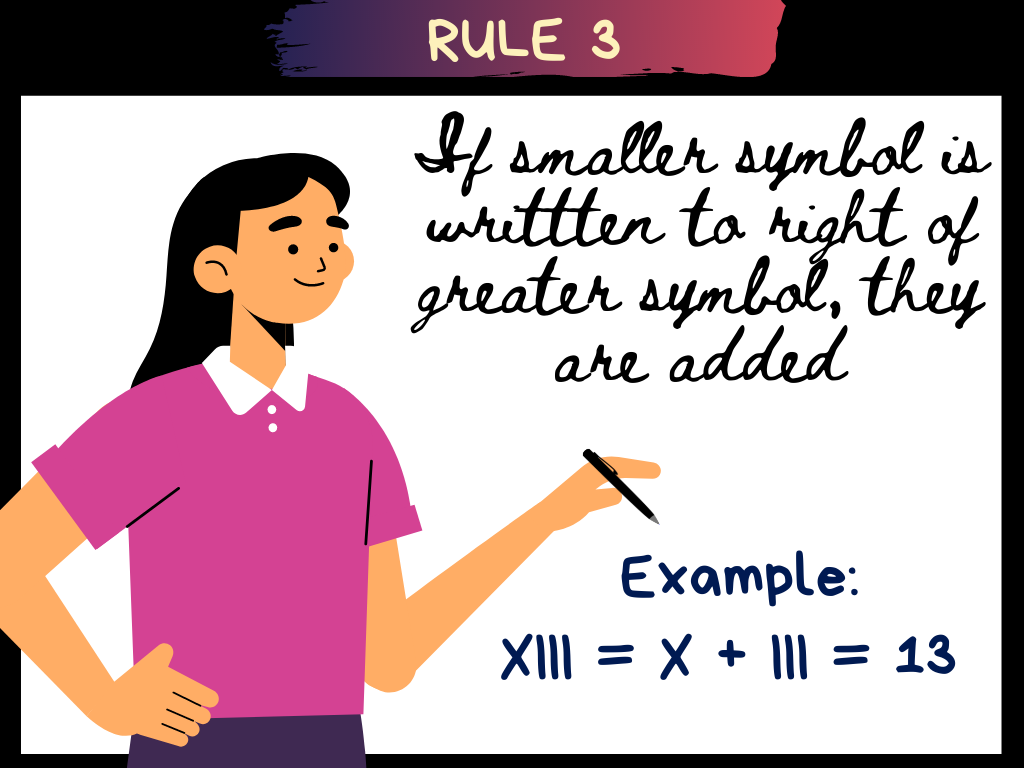 RULE 3
If smaller symbol is
writtten to right of
greater symbol, they
are added
Example:
XIII = X + III = 13